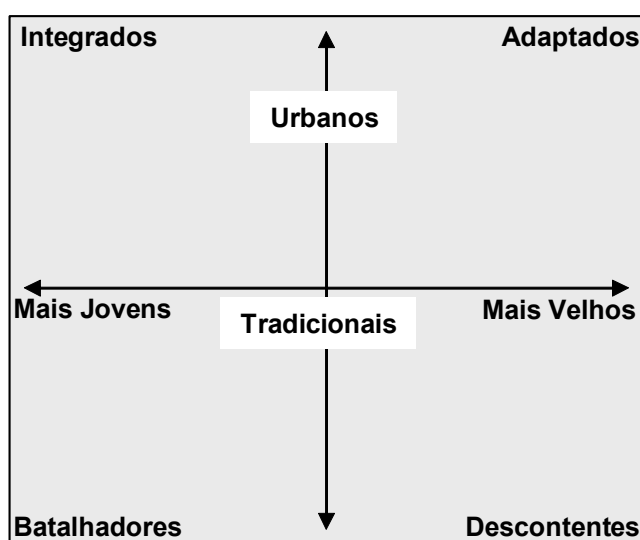 Integrados
Adaptados
Urbanos
Mais Jovens
Mais Velhos
Tradicionais
Batalhadores
Descontentes